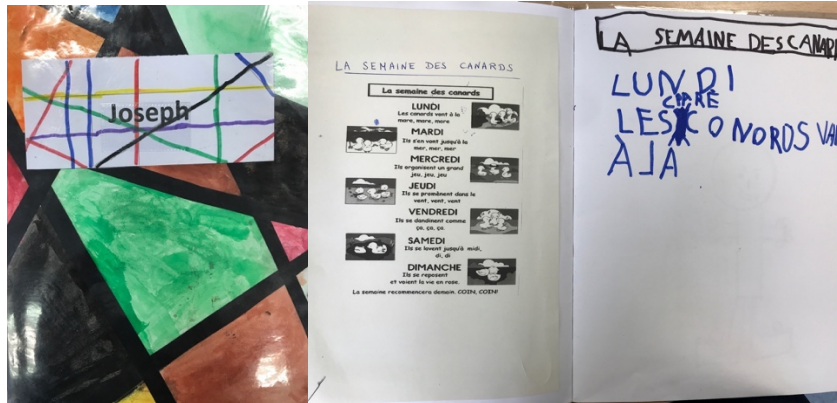 Joseph
LA SEMAINE DES CANARDS
La semaine des canards
LUNDI
Les canards vont à la
mare, mare, mare
MARDI
Ils s'en vont jusqu'à la
mer, mer, mer
MERCREDI
Ils organisent un grand
jeu, jeu, jeu
JEUDI
Ils se promènent dans le
vent, vent, vent
VENDREDI
Ils se dandinent comme
ça, ça, ça.
SAMEDI
Ils se lavent jusqu'à midi,
di, di
DIMANCHE
Ils se reposent
et voient la vie en rose.
La semaine recommencera demain. COIN, COIN!
LA SEMAINE DES CANARD
LUNDI
LES C O NORDS VA
À LA